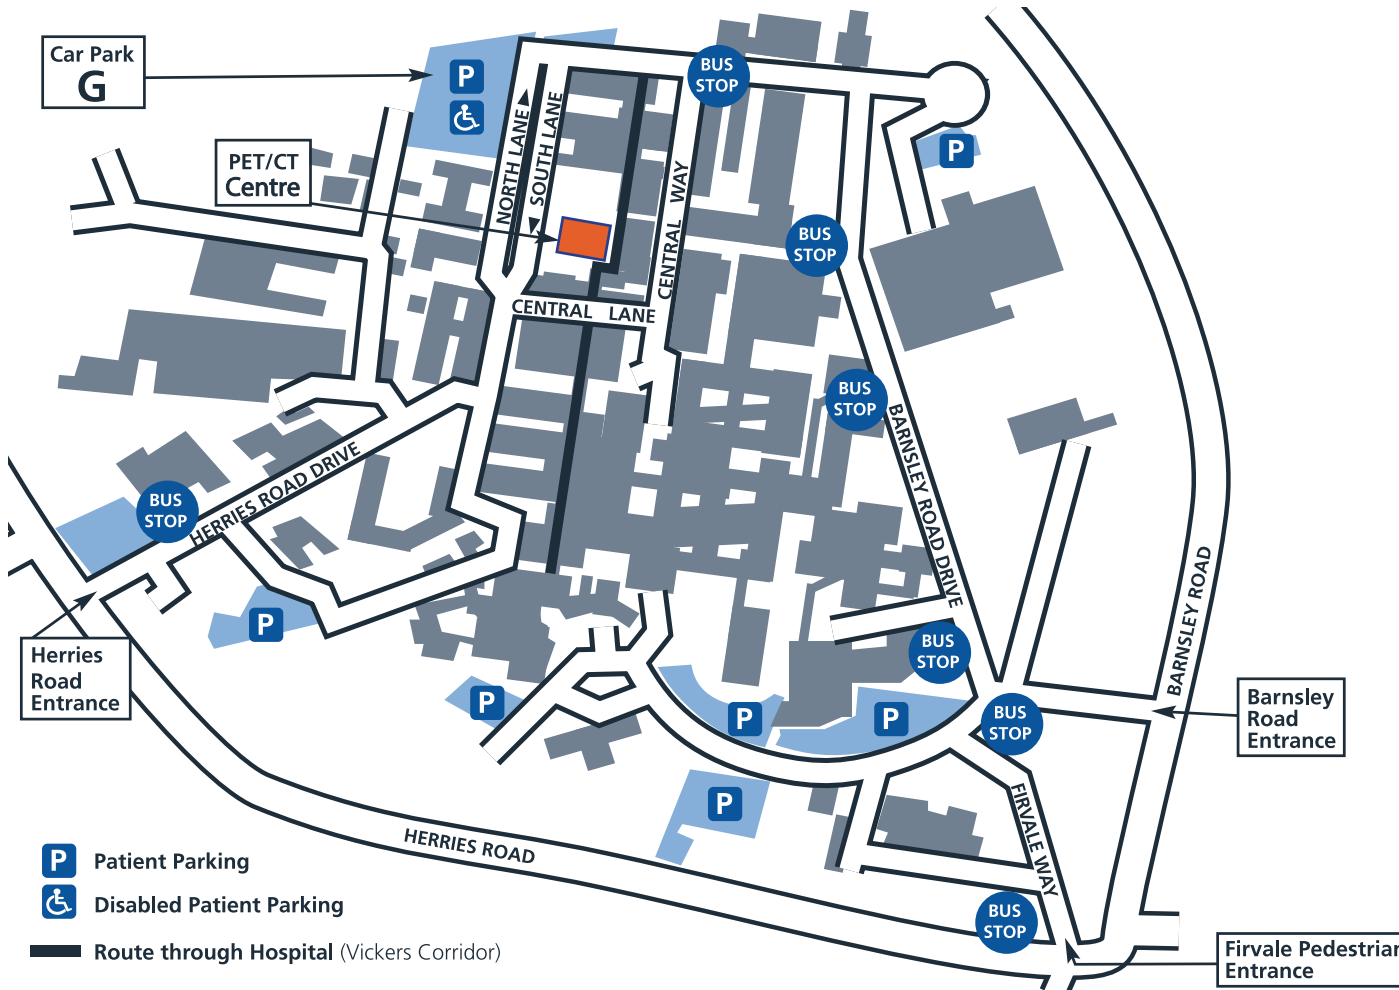 Car Park
G
PET/CT
Centre
P
P
BUS
STOP
NORTH LANE
SOUTH LANE
CENTRAL WAY
CENTRAL LANE
BUS
STOP
BUS
STOP
BARNSLEY ROAD DRIVE
BARNSLEY ROAD
HERRIES ROAD DRIVE
BUS
STOP
P
Herries
Road
Entrance
P
P
P
BUS
STOP
BUS
STOP
Barnsley
Road
Entrance
P
FIRVALE WAY
HERRIES ROAD
BUS
STOP
Firvale Pedestrian
Entrance
P Patient Parking
Disabled Patient Parking
Route through Hospital (Vickers Corridor)